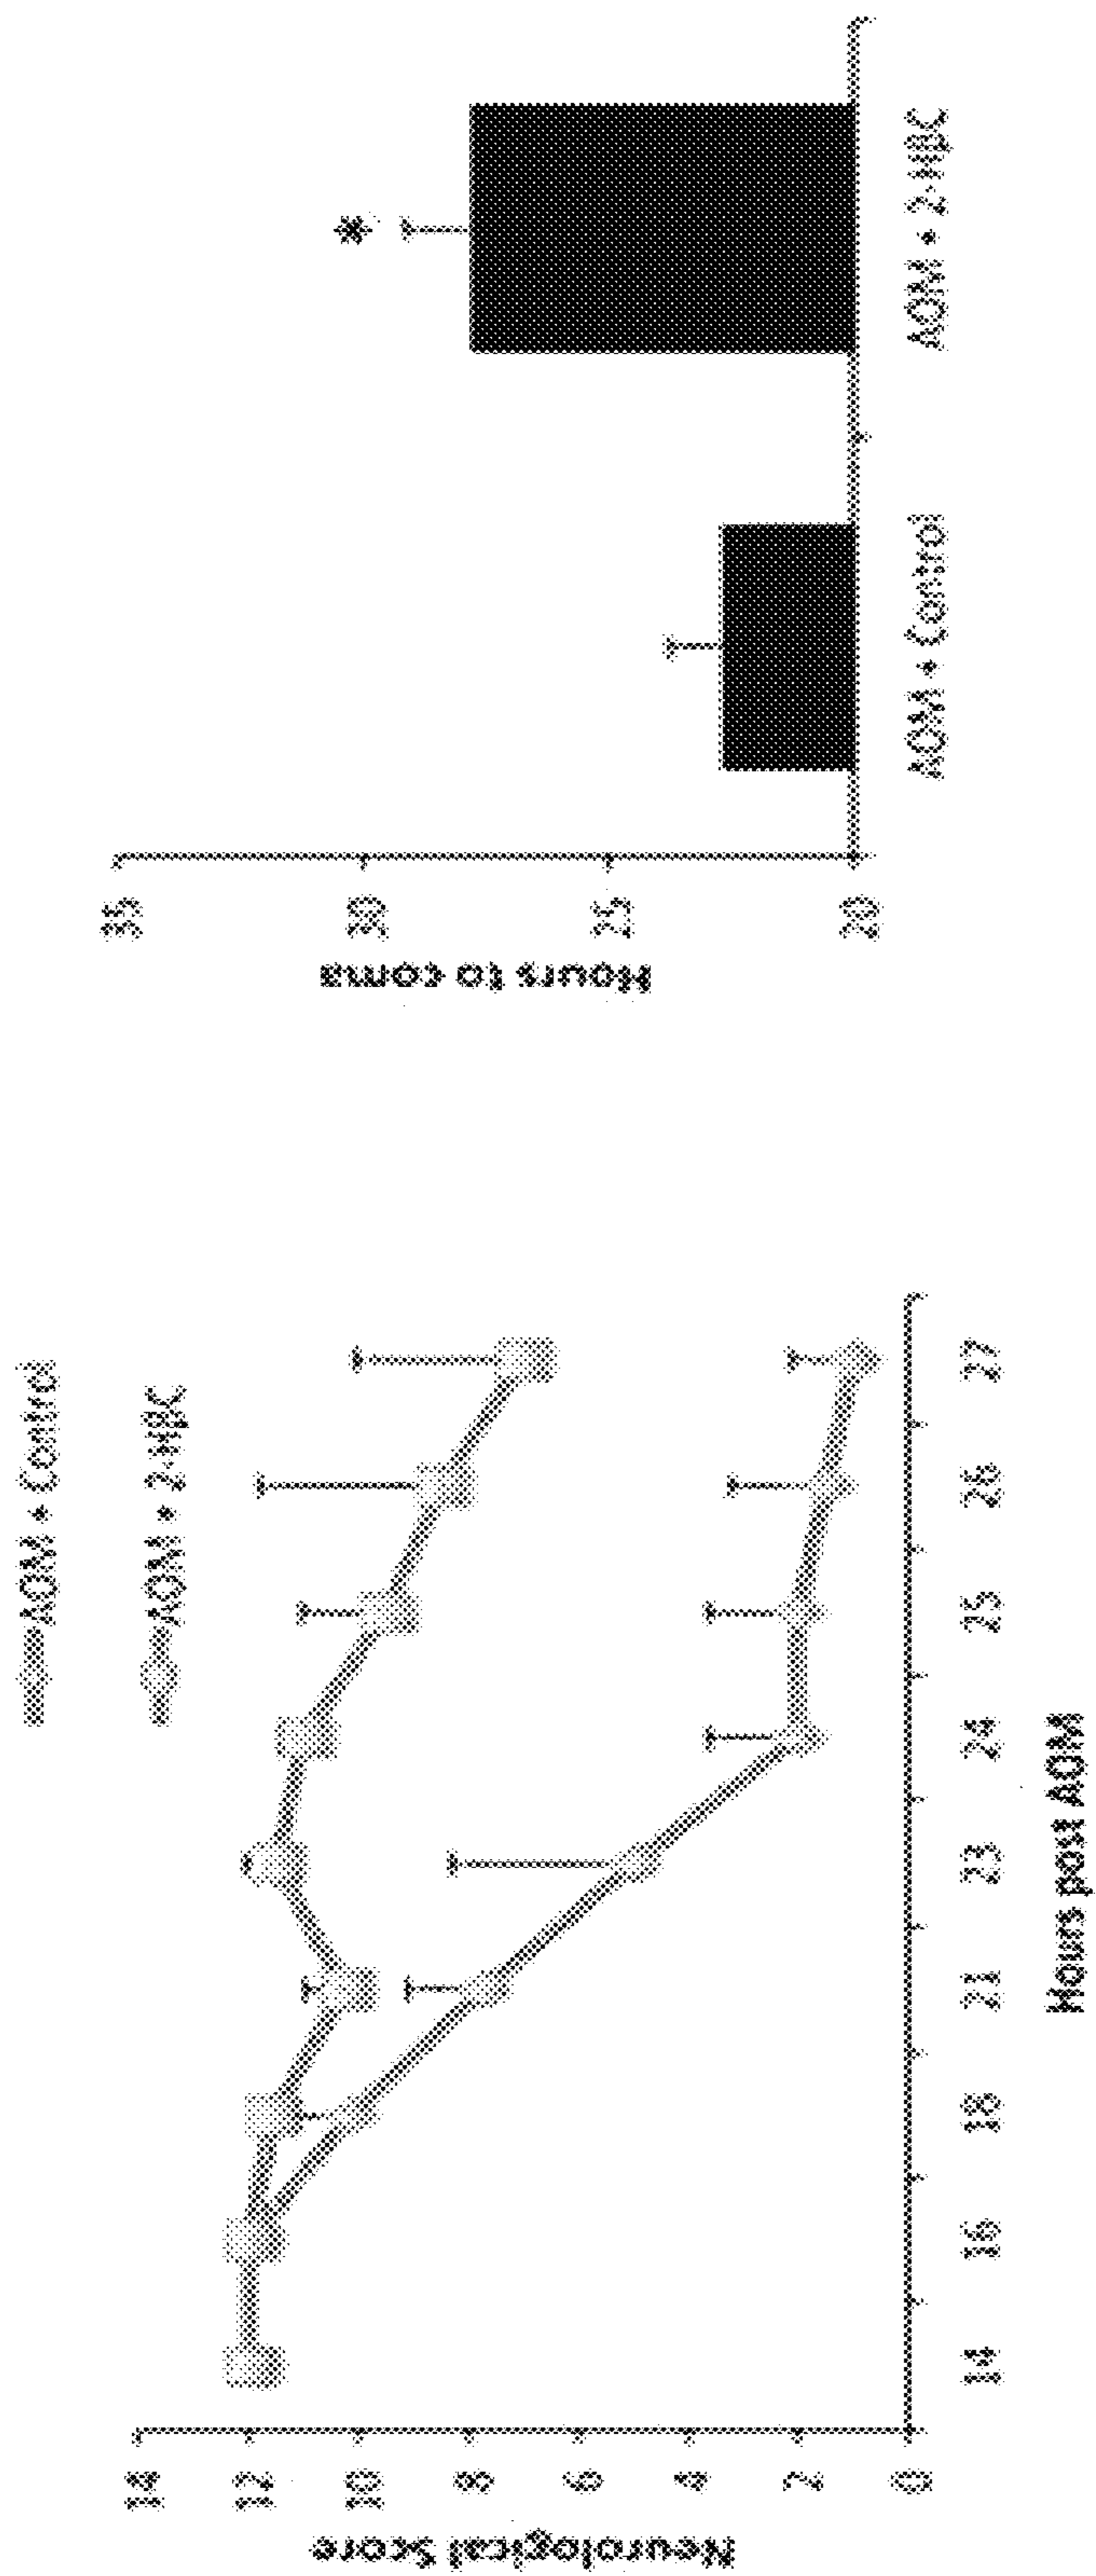 AOM + Control
AOM + 2-HBC
Neurological Score
14
12
10
8
6
4
2
0
14 16 18 21 23 24 25 26 27
Hours post AOM
Hours to coma
35
30
25
20
AOM + Control AOM + 2-HBC
*